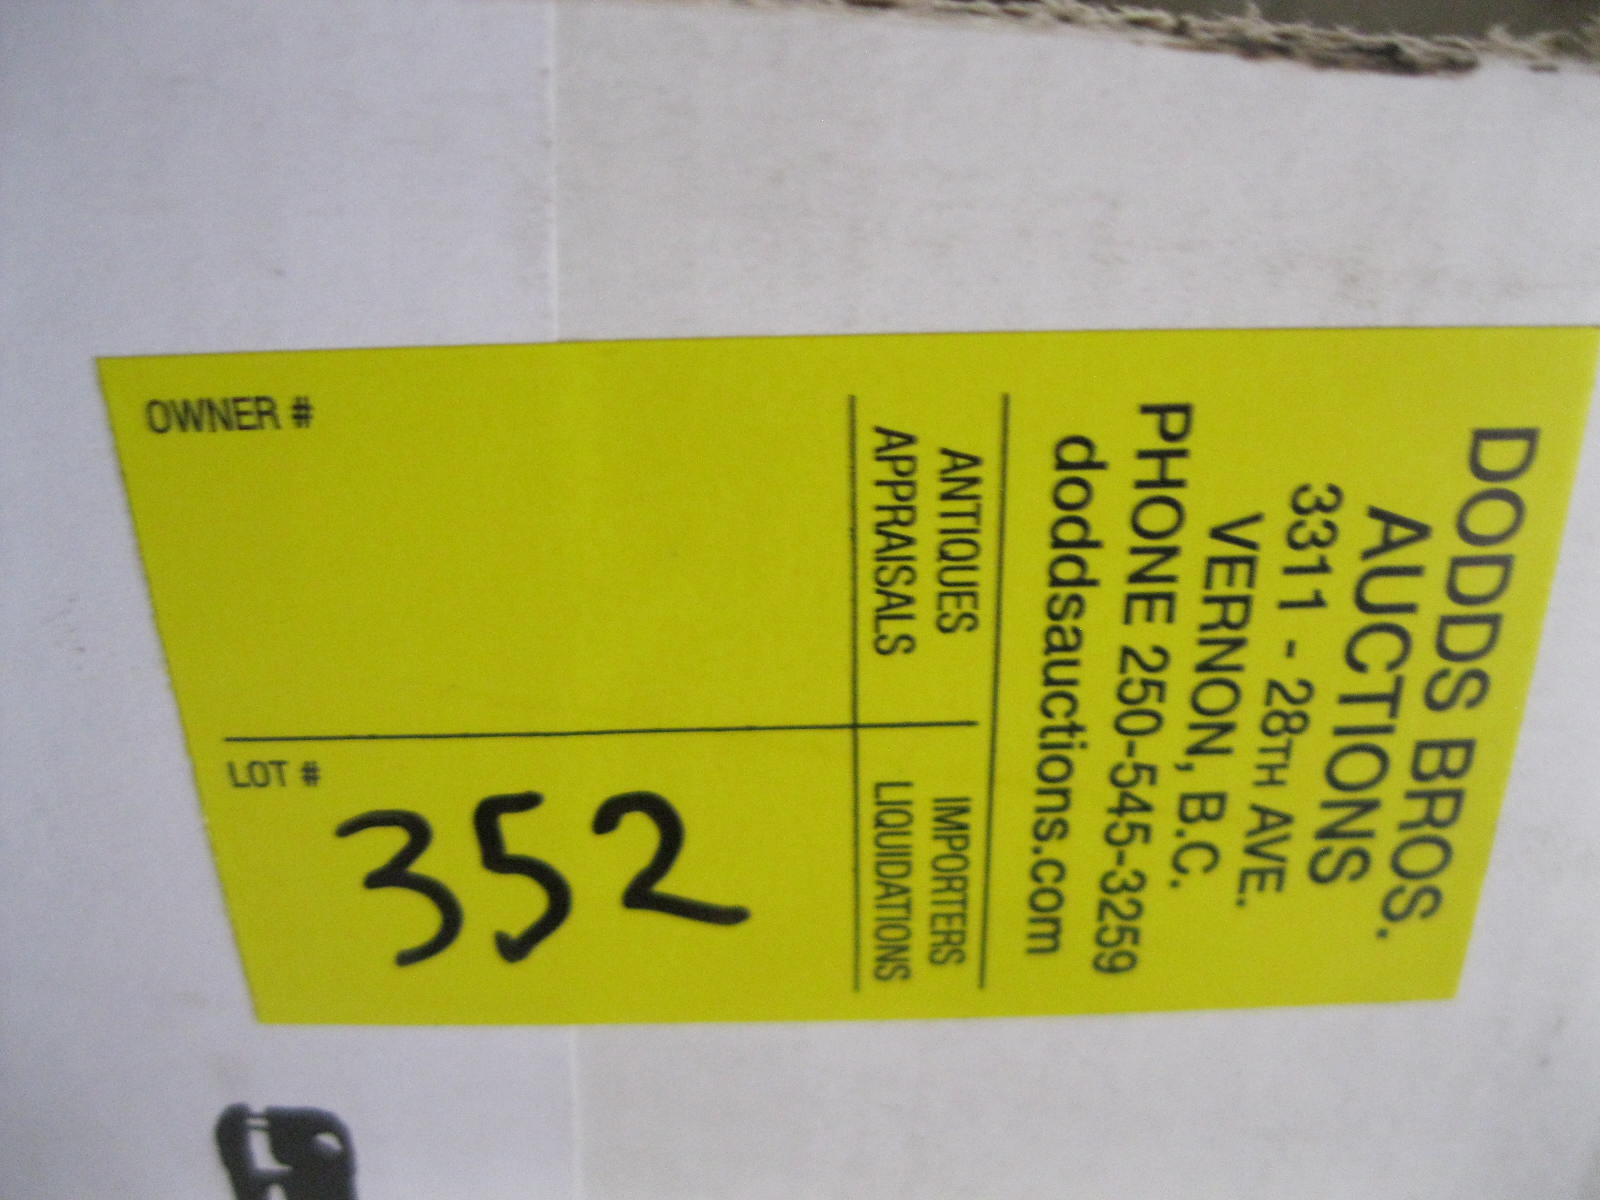 DODDS BROS.
AUCTIONS
3311 - 28TH AVE.
VERNON, B.C.
PHONE 250-545-3259
doddsauctions.com
ANTIQUES
APPRAISALS
IMPORTERS
LIQUIDATIONS
OWNER #
LOT #
352